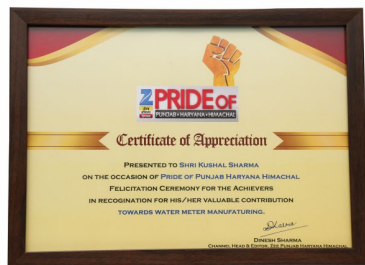 PRIDE OF
PUNJAB•HARYANA•HIMACHAL
Certificate of Appreciation
PRESENTED TO SHRI KUSHAL SHARMA
ON THE OCCASION OF PRIDE OF PUNJAB HARYANA HIMACHAL
FELICITATION CEREMONY FOR THE ACHIEVERS
IN RECOGINATION FOR HIS/HER VALUABLE CONTRIBUTION
TOWARDS WATER METER MANUFATURING.
DINESH SHARMA
CHANNEL HEAD & EDITOR, ZEE PUNJAB HARYANA HIMACHAL